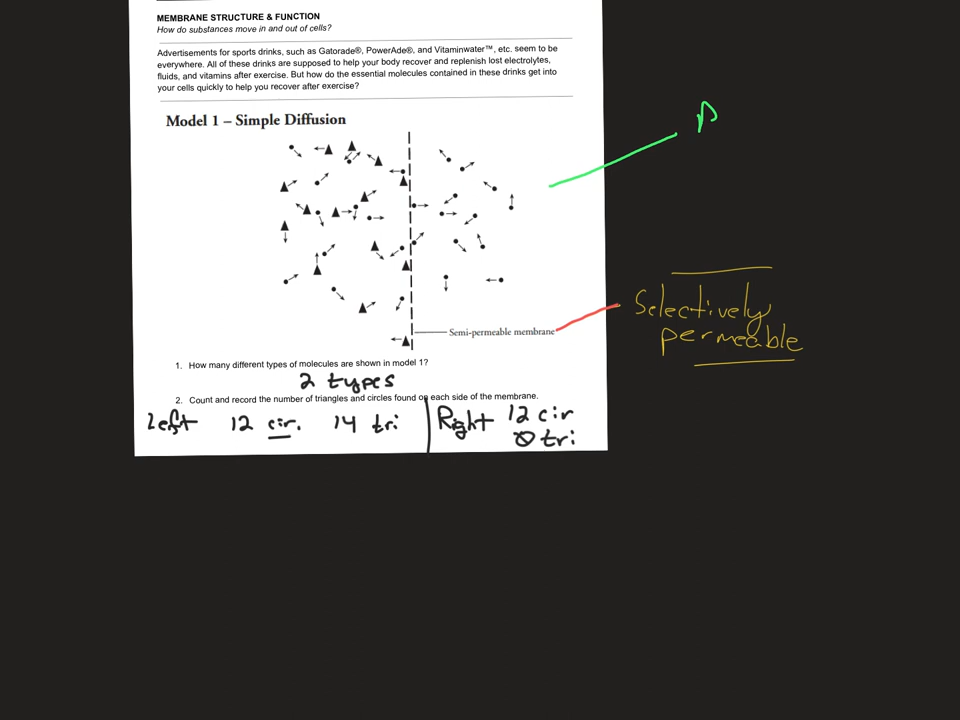 MEMBRANE STRUCTURE & FUNCTION
How do substances move in and out of cells?
Advertisements for sports drinks, such as Gatorade®, PowerAde®, and Vitaminwater™, etc. seem to be
everywhere. All of these drinks are supposed to help your body recover and replenish lost electrolytes,
fluids, and vitamins after exercise. But how do the essential molecules contained in these drinks get into
your cells quickly to help you recover after exercise?
Model 1 – Simple Diffusion
Semi-permeable membrane
Selectively
permeable
1. How many different types of molecules are shown in model 1?
2 types
2. Count and record the number of triangles and circles found on each side of the membrane.
Left 12 cir. 14 tri Right 12 cir
0 tri